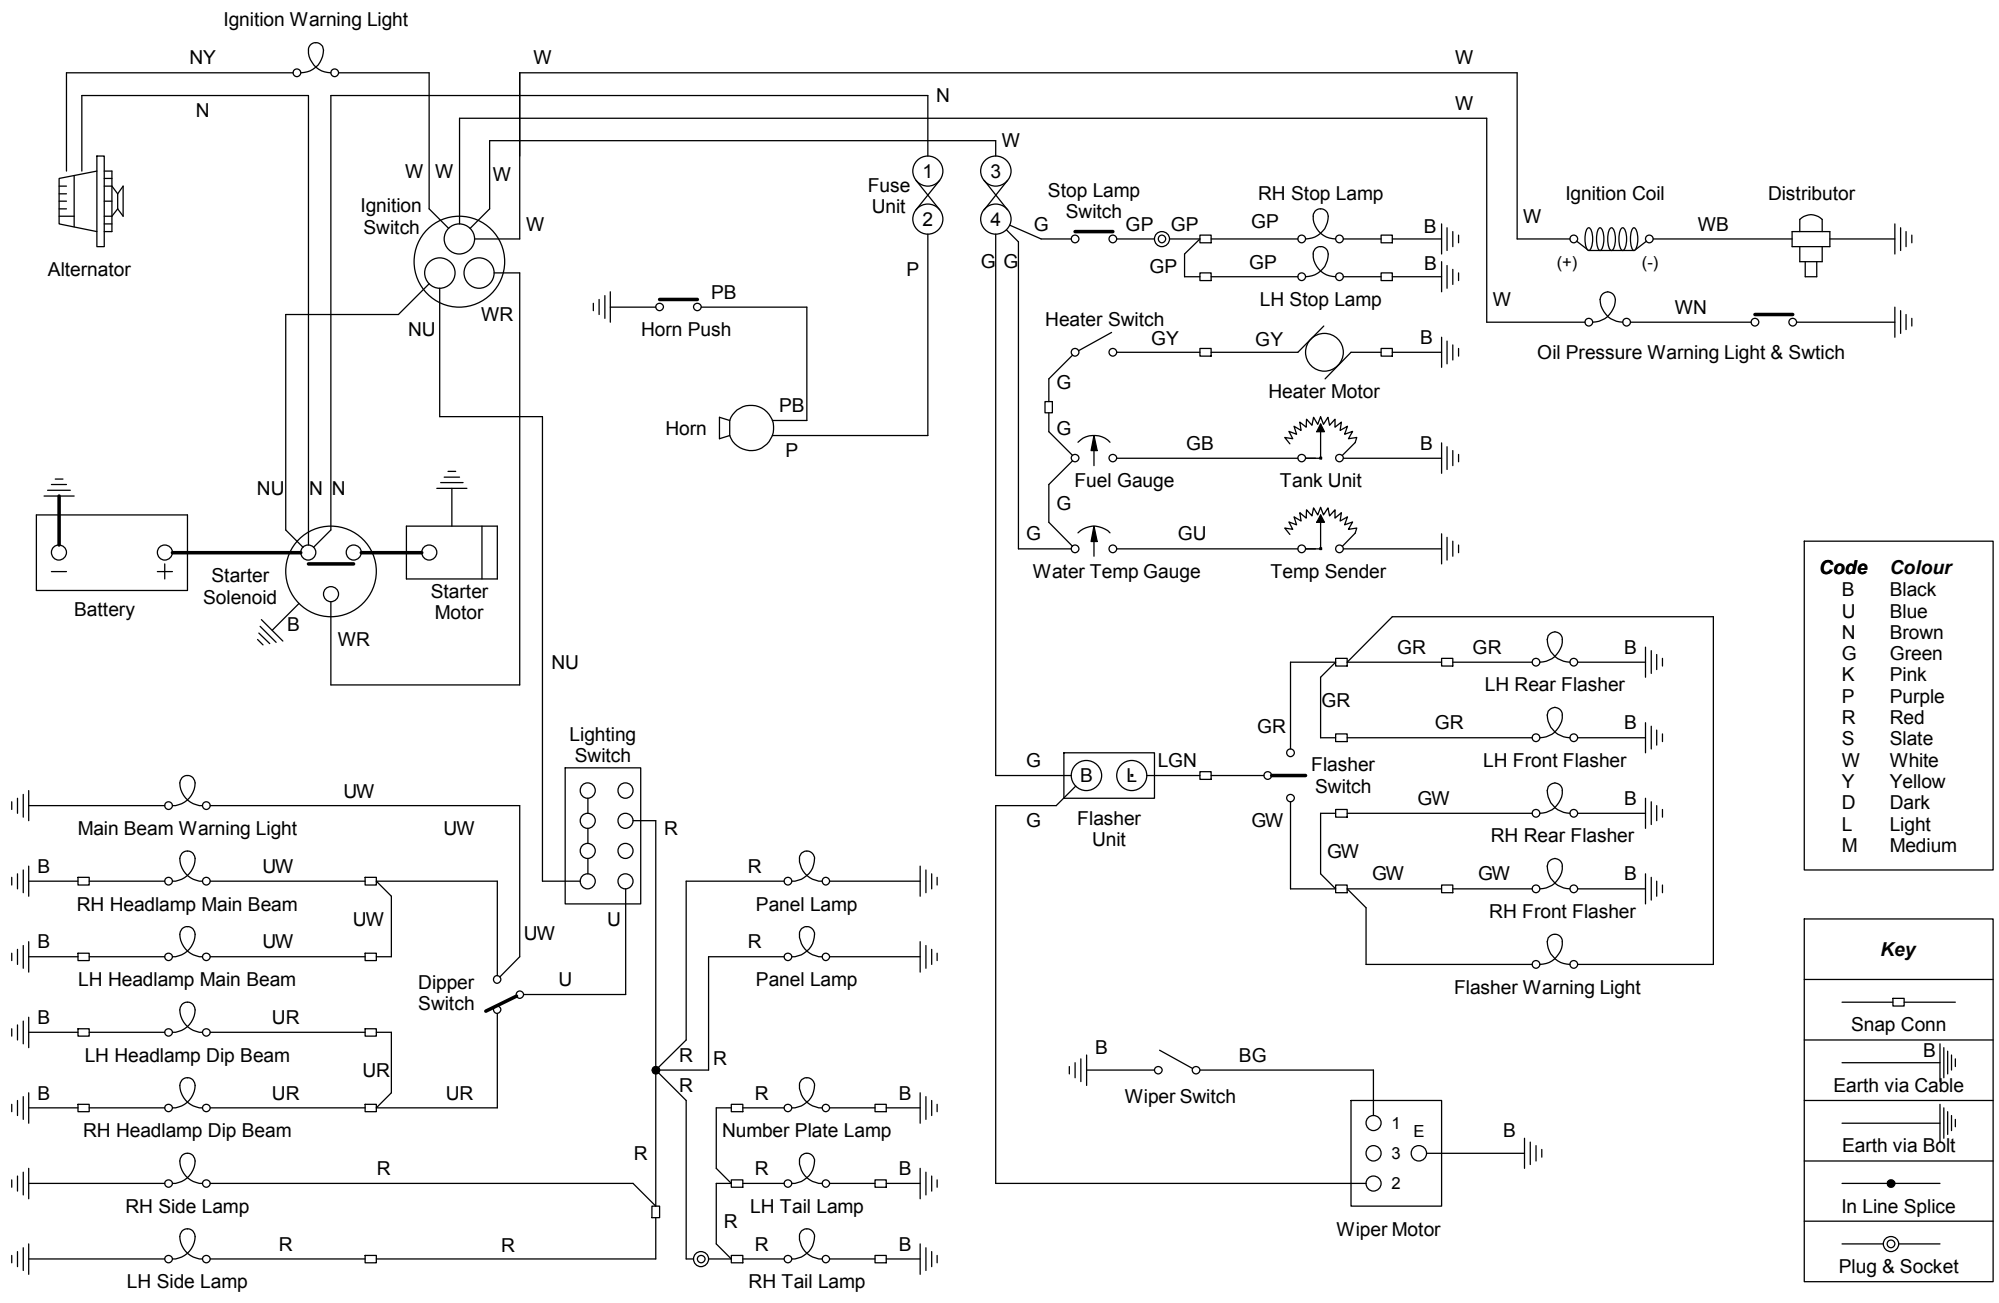 Ignition Warning Light
NY
W
W
N
N
W
W
W
W
W
W
Ignition
Switch
Alternator
Fuse
Unit
1
2
3
4
Stop Lamp
Switch
RH Stop Lamp
G
GP
GP
GP
B
GP
GP
B
LH Stop Lamp
G
G
P
Ignition Coil
Distributor
W
WB
(+)
(-)
W
WN
Oil Pressure Warning Light & Swtich
WR
NU
PB
Horn Push
Heater Switch
GY
GY
B
Heater Motor
G
PB
Horn
P
G
GB
B
Fuel Gauge
Tank Unit
G
G
GU
Water Temp Gauge
Temp Sender
NU
N
N
–
+
Battery
Starter
Solenoid
Starter
Motor
B
WR
NU
Code
Colour
B
Black
U
Blue
N
Brown
G
Green
K
Pink
P
Purple
R
Red
S
Slate
W
White
Y
Yellow
D
Dark
L
Light
M
Medium
GR
GR
B
LH Rear Flasher
GR
GR
GR
B
LH Front Flasher
Lighting
Switch
G
B
L
LGN
Flasher
Switch
G
Flasher
Unit
GW
GW
B
RH Rear Flasher
GW
GW
GW
B
RH Front Flasher
Flasher Warning Light
UW
Main Beam Warning Light
UW
R
B
UW
RH Headlamp Main Beam
UW
B
UW
LH Headlamp Main Beam
UW
U
Dipper
Switch
U
R
Panel Lamp
R
Panel Lamp
B
UR
LH Headlamp Dip Beam
UR
B
UR
UR
RH Headlamp Dip Beam
R
R
R
R
R
B
Number Plate Lamp
R
RH Side Lamp
R
B
LH Tail Lamp
R
R
R
LH Side Lamp
R
B
RH Tail Lamp
B
BG
Wiper Switch
1
E
3
2
B
Wiper Motor
Key
Snap Conn
B
Earth via Cable
Earth via Bolt
In Line Splice
Plug & Socket